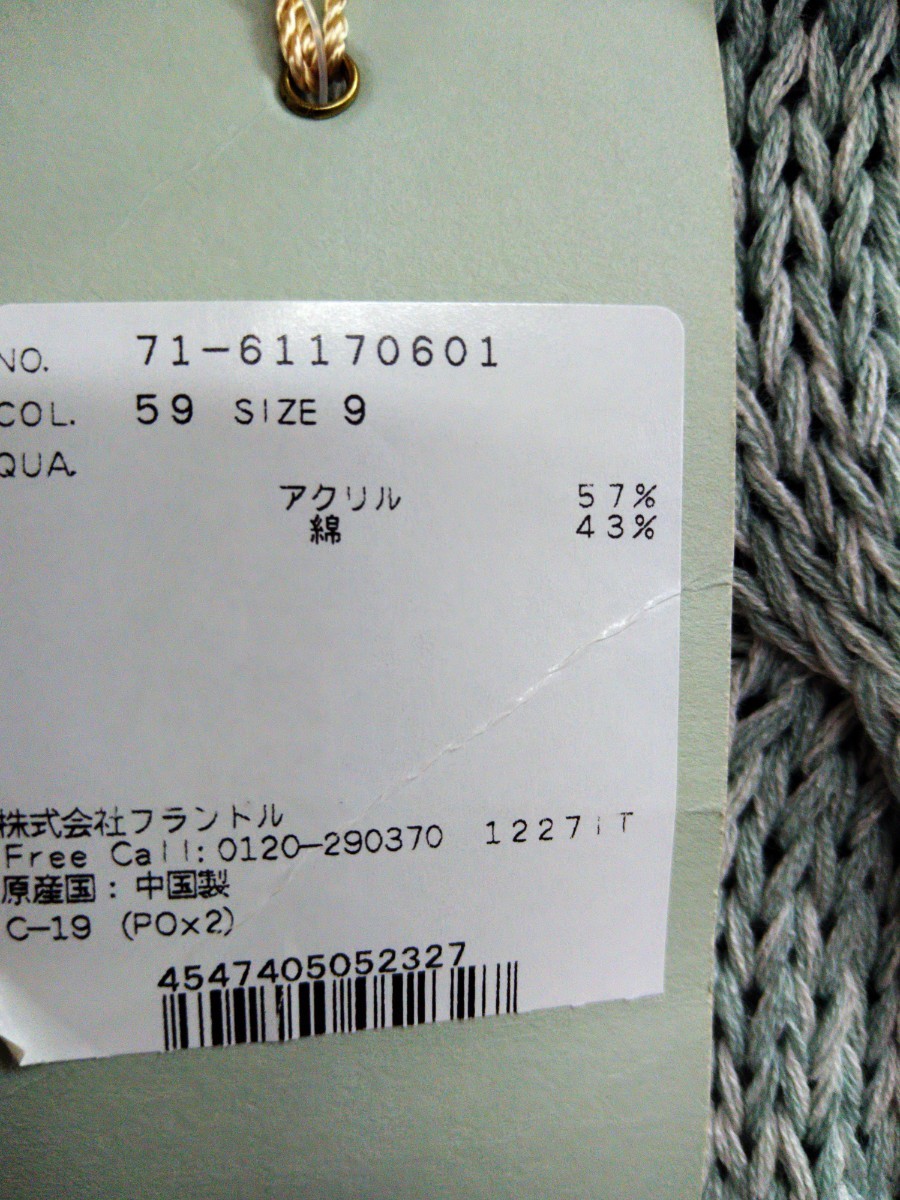 NO. 71-61170601
COL. 59 SIZE 9
QUA.
アクリル 57%
綿 43%
株式会社フラントル
Free Call: 0120-290370 12271T
原産国: 中国製
C-19 (POx2)
4547405052327